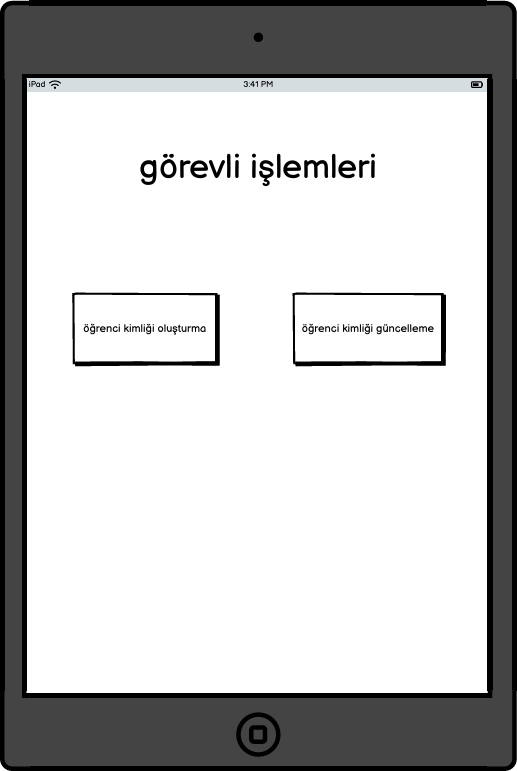 iPad 3:41 PM
görevli işlemleri
öğrenci kimliği oluşturma
öğrenci kimliği güncelleme